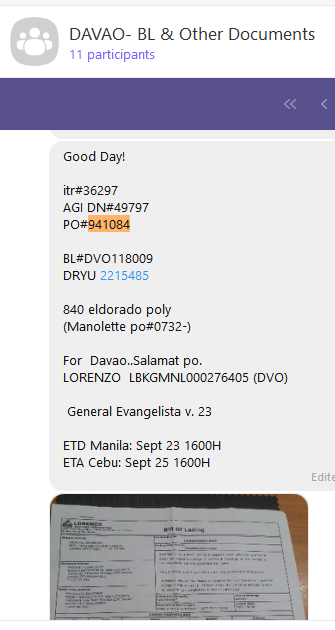 DAVAO- BL & Other Documents
11 participants
Good Day!
itr#36297
AGI DN#49797
PO#941084
BL#DVO118009
DRYU 2215485
840 eldorado poly
(Manolette po#0732-)
For Davao..Salamat po.
LORENZO LBKGMNL000276405 (DVO)
General Evangelista v. 23
ETD Manila: Sept 23 1600H
ETA Cebu: Sept 25 1600H
Edite
LORENZO
Bill of Lading